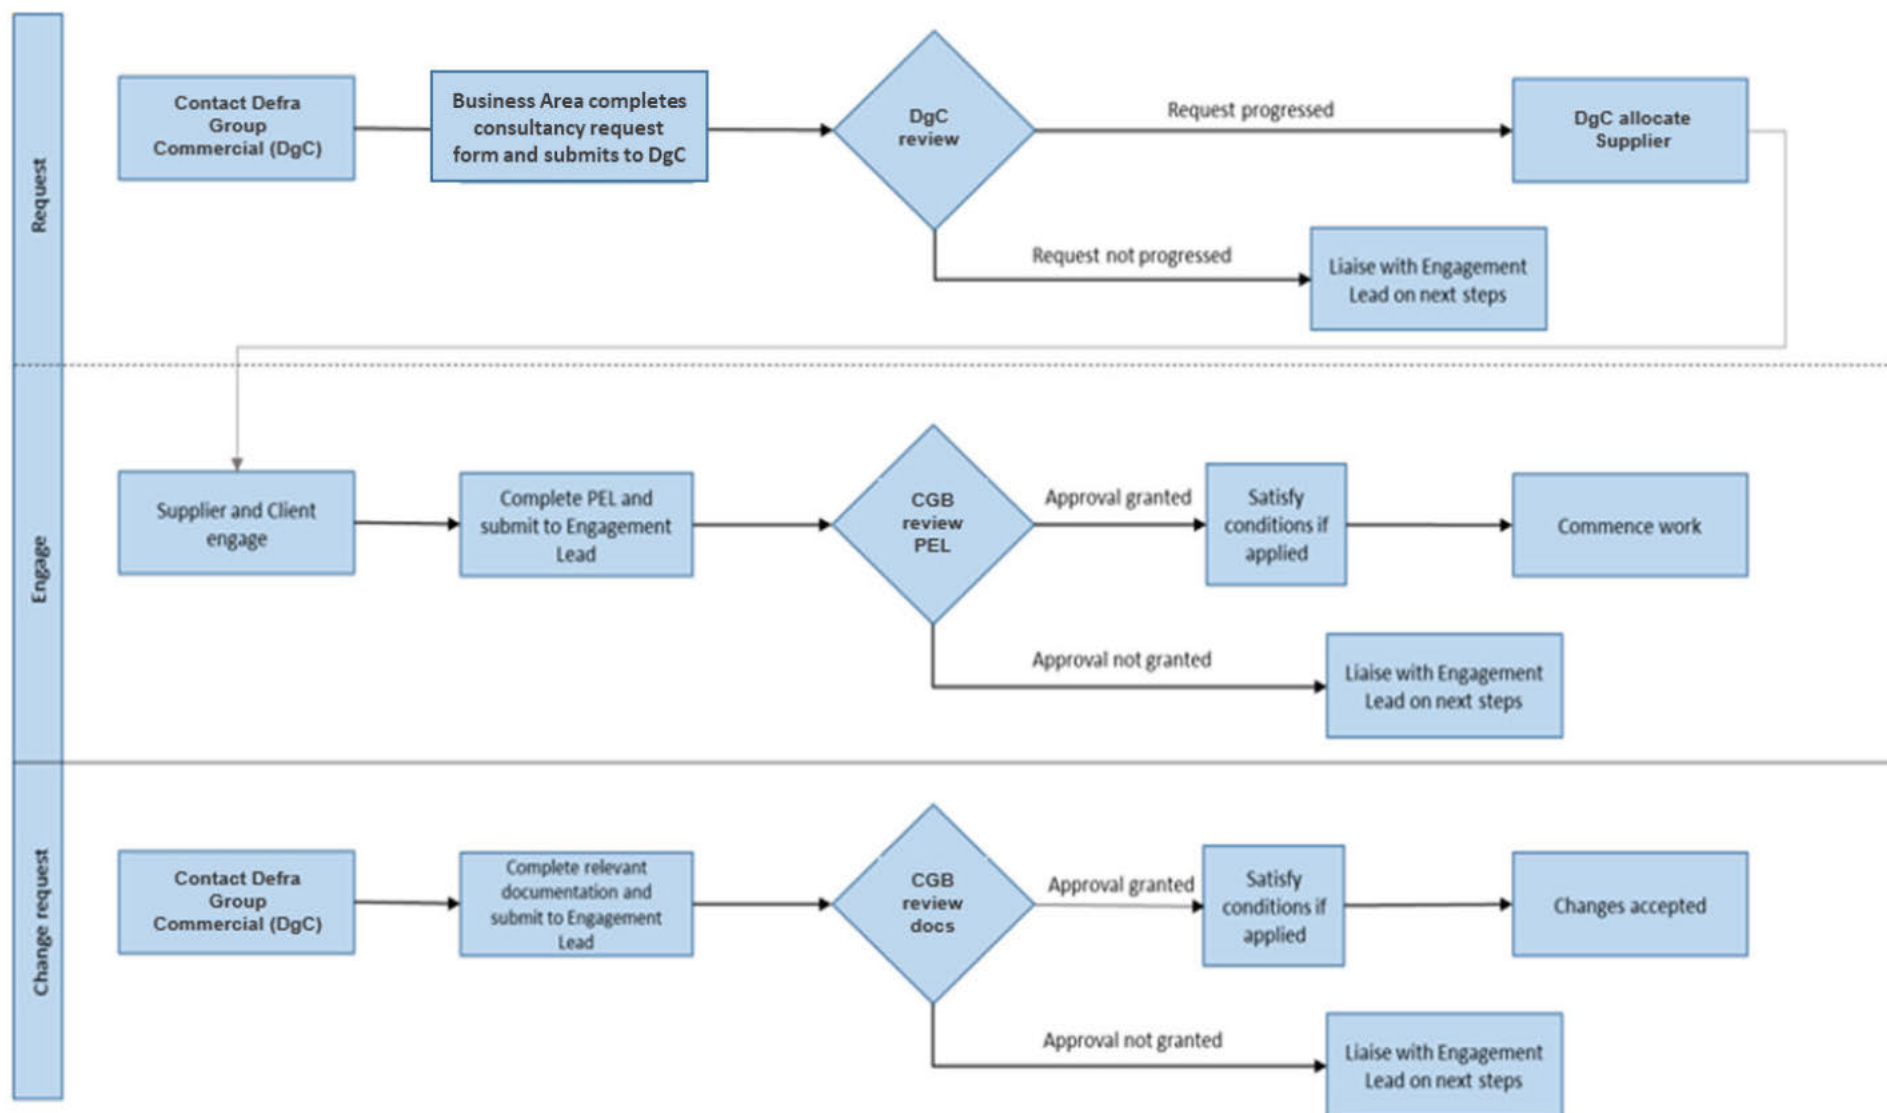 Request
Contact Defra
Group
Commercial (DgC)
Business Area completes
consultancy request
form and submits to DgC
DgC
review
Request progressed
DgC allocate
Supplier
Request not progressed
Liaise with Engagement
Lead on next steps
Engage
Supplier and Client
engage
Complete PEL and
submit to Engagement
Lead
CGB
review
PEL
Approval granted
Satisfy
conditions if
applied
Commence work
Approval not granted
Liaise with Engagement
Lead on next steps
Change request
Contact Defra
Group
Commercial (DgC)
Complete relevant
documentation and
submit to Engagement
Lead
CGB
review
docs
Approval granted
Satisfy
conditions if
applied
Changes accepted
Approval not granted
Liaise with Engagement
Lead on next steps